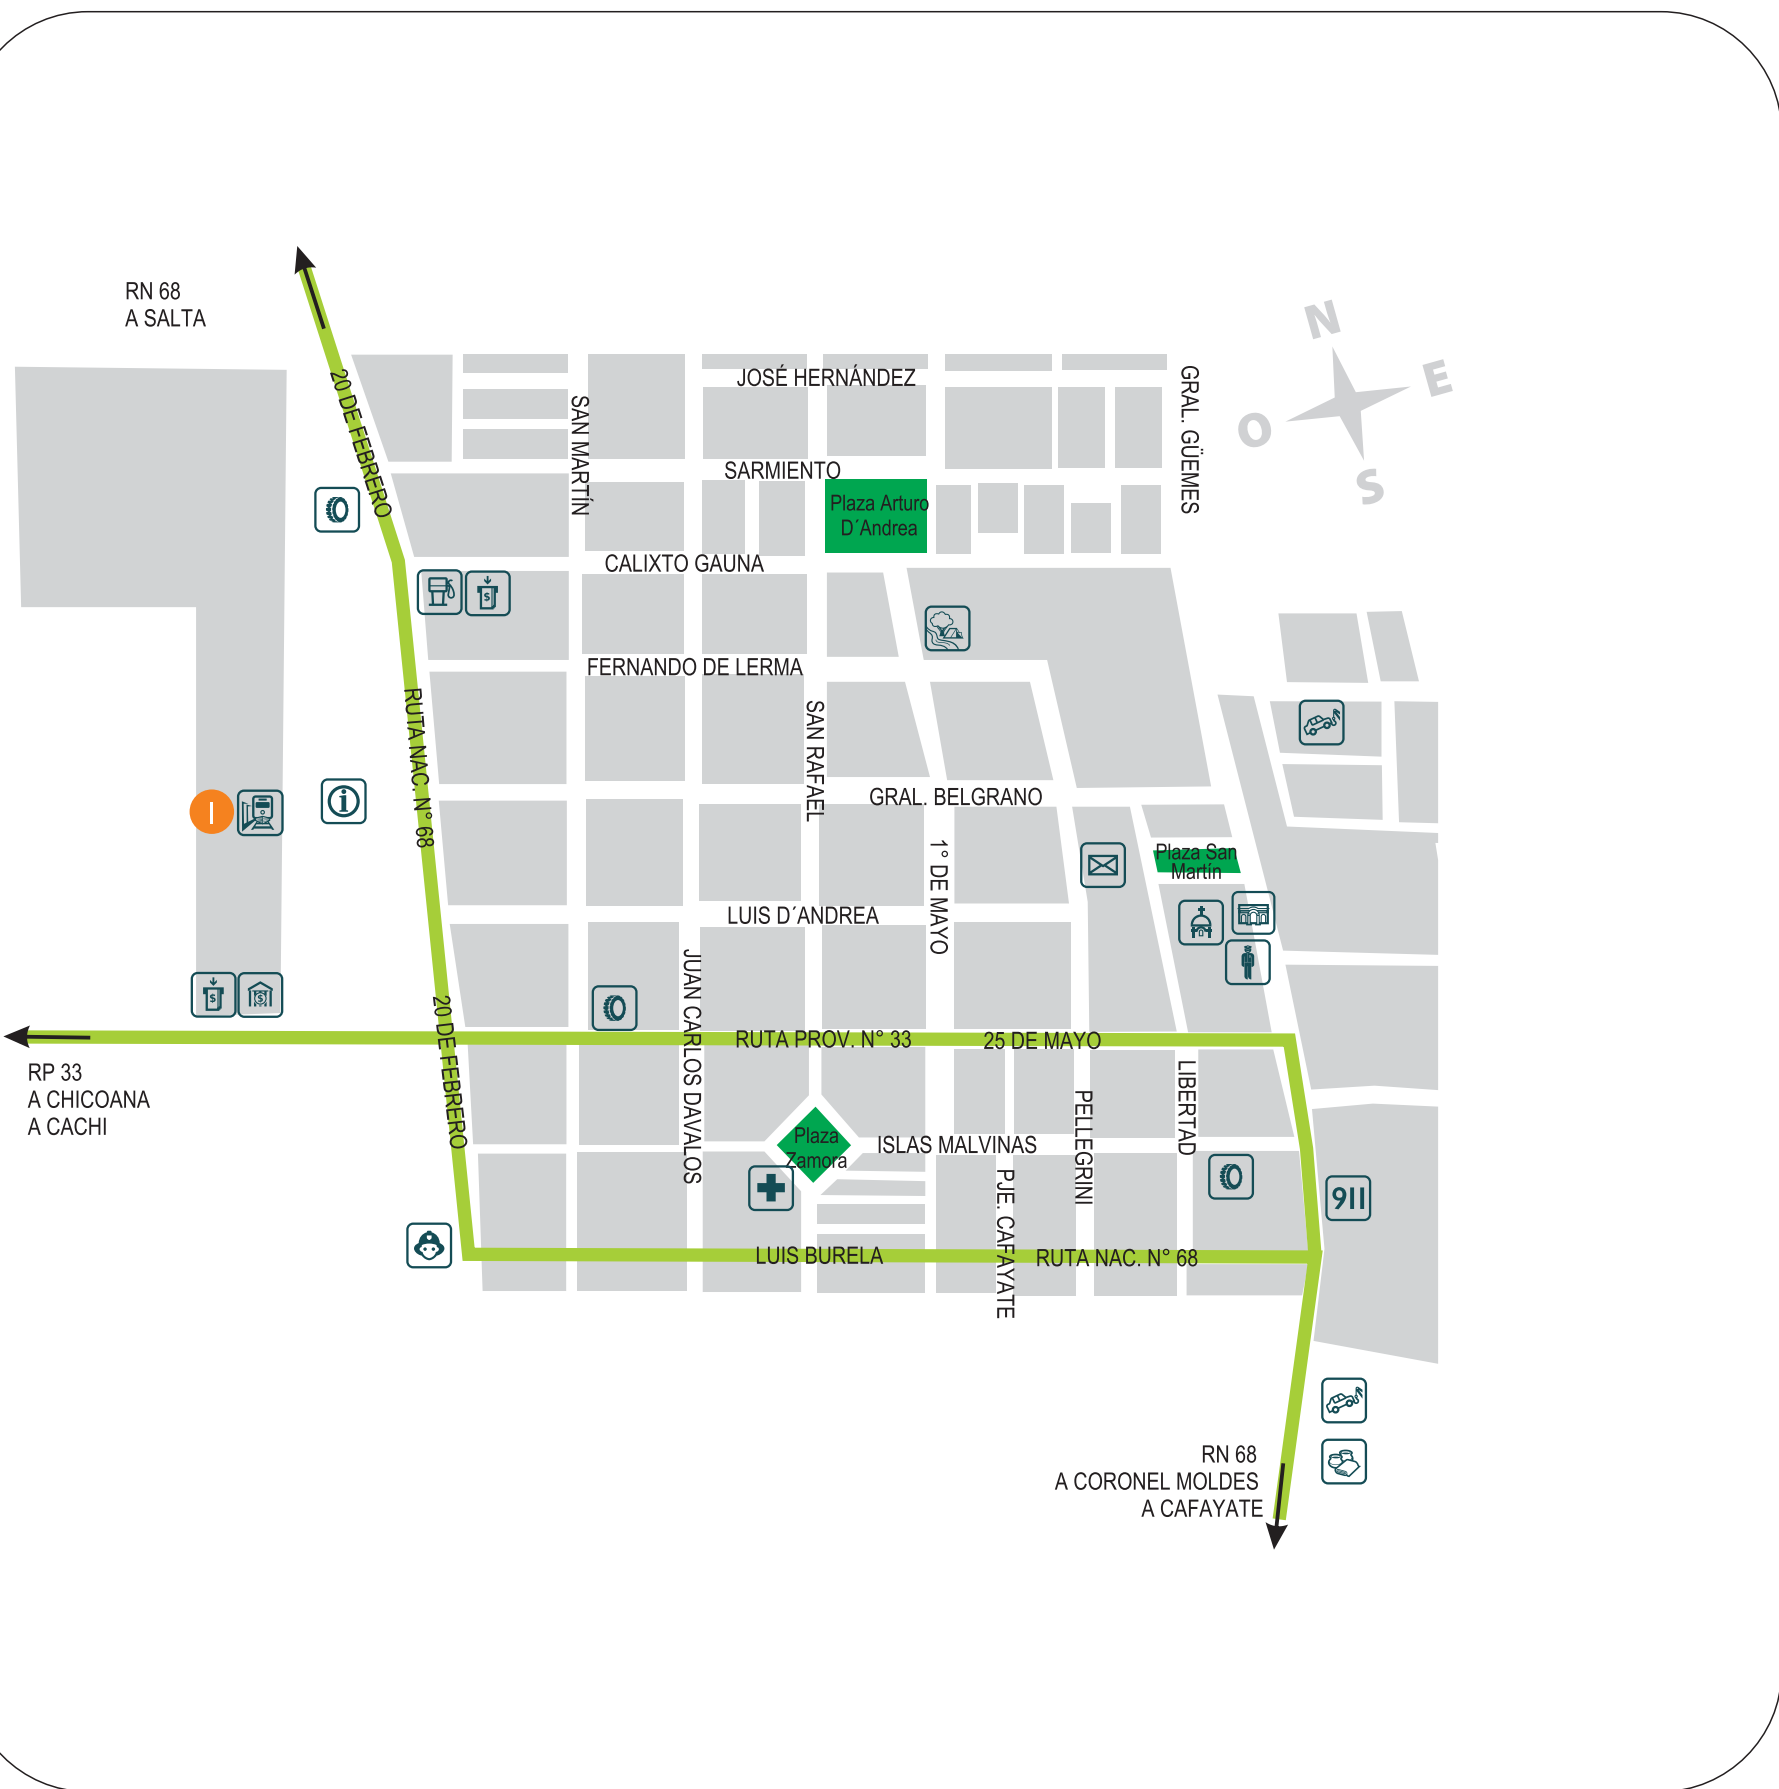 RN 68
A SALTA
N
E
O
S
20 DE FEBRERO
JOSÉ HERNÁNDEZ
SAN MARTÍN
GRAL. GÜEMES
SARMIENTO
Plaza Arturo
D´Andrea
CALIXTO GAUNA
$
FERNANDO DE LERMA
RUTA NAC. N° 68
SAN RAFAEL
GRAL. BELGRANO
I
i
1° DE MAYO
Plaza San
Martín
LUIS D´ANDREA
JUAN CARLOS DAVALOS
$
$
20 DE FEBRERO
RUTA PROV. N° 33
25 DE MAYO
RP 33
A CHICOANA
A CACHI
LIBERTAD
PELLEGRINI
Plaza
Zamora
ISLAS MALVINAS
PJE. CAFAYATE
911
LUIS BURELA
RUTA NAC. N° 68
RN 68
A CORONEL MOLDES
A CAFAYATE